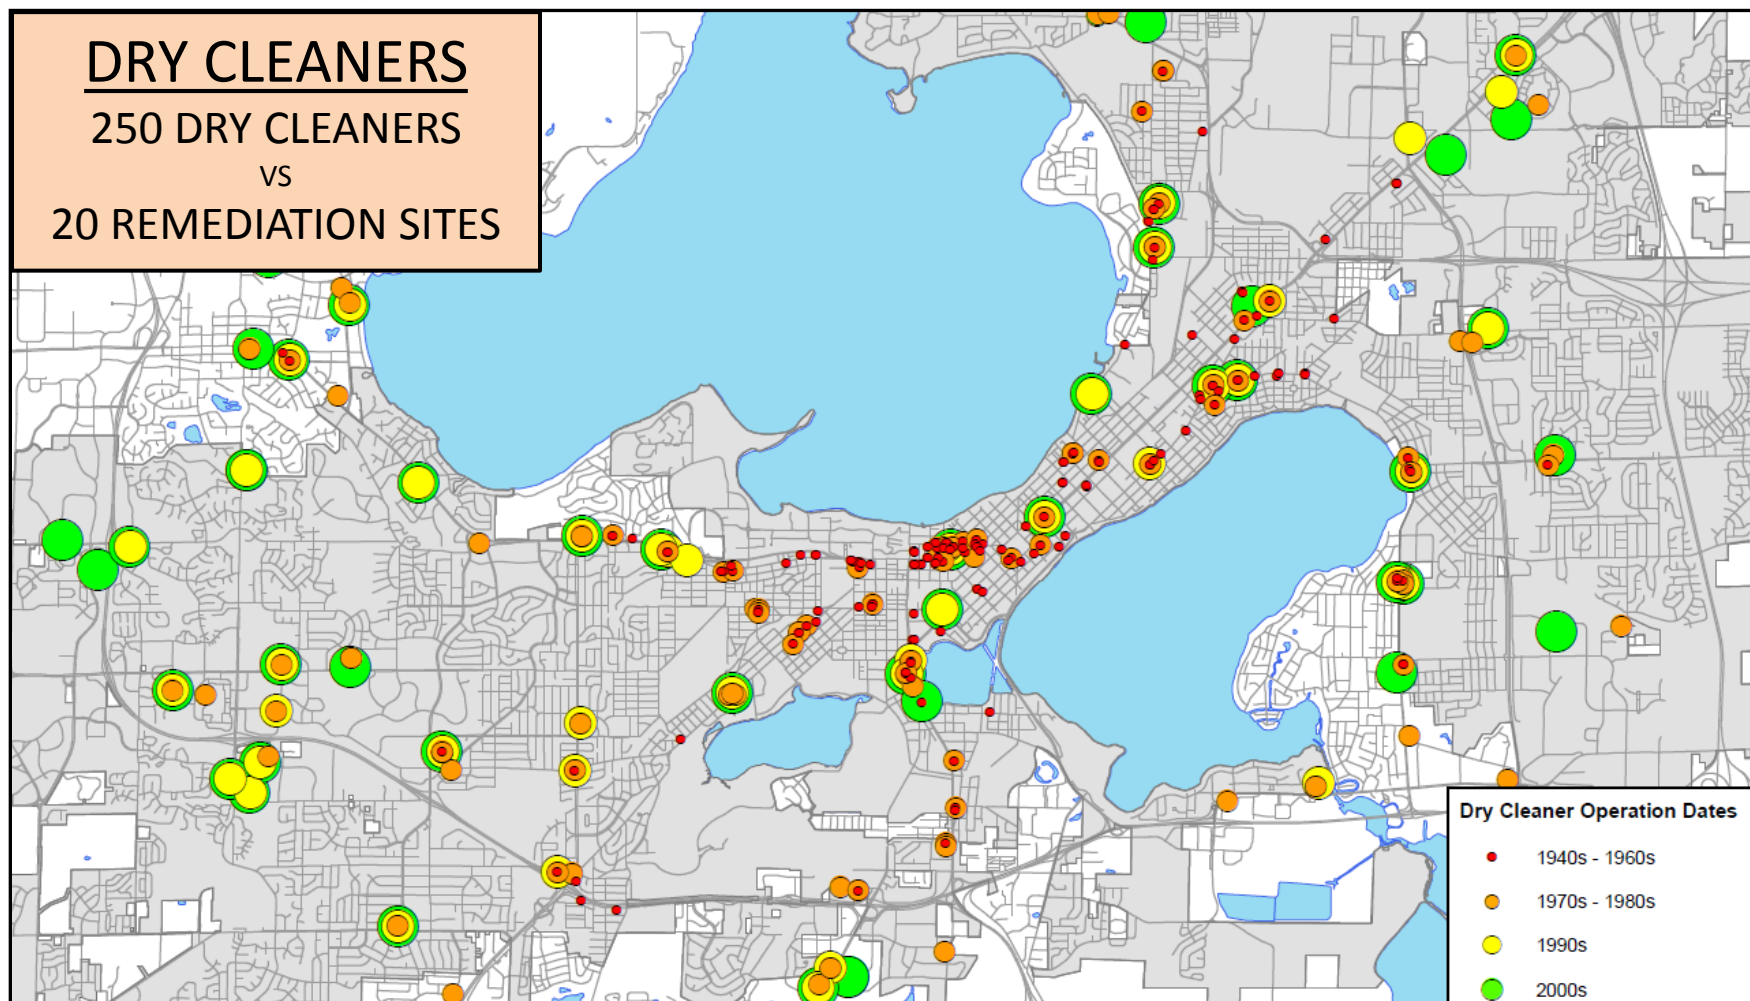 DRY CLEANERS
250 DRY CLEANERS
VS
20 REMEDIATION SITES
Dry Cleaner Operation Dates
1940s - 1960s
1970s - 1980s
1990s
2000s